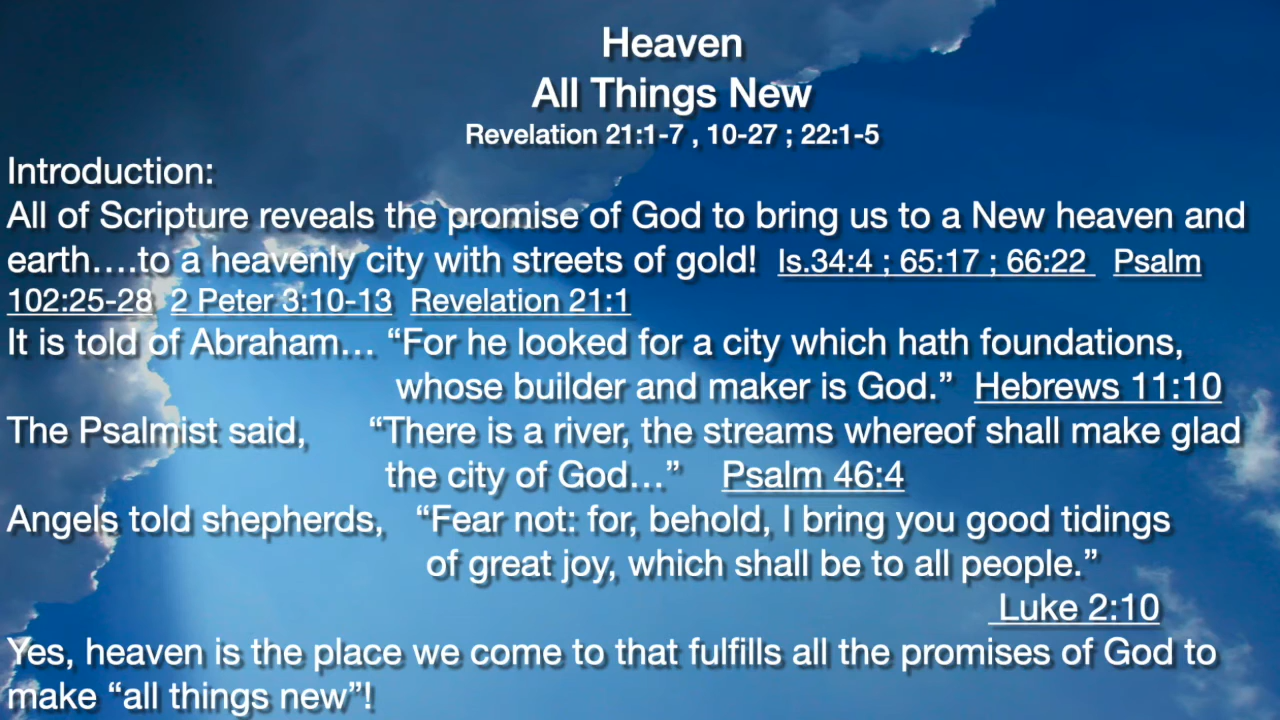 Heaven
All Things New
Revelation 21:1-7 , 10-27 ; 22:1-5
Introduction:
All of Scripture reveals the promise of God to bring us to a New heaven and
earth….to a heavenly city with streets of gold!  Is.34:4 ; 65:17 ; 66:22   Psalm
102:25-28  2 Peter 3:10-13  Revelation 21:1
It is told of Abraham… “For he looked for a city which hath foundations,
whose builder and maker is God.”  Hebrews 11:10
The Psalmist said,      “There is a river, the streams whereof shall make glad
the city of God…”    Psalm 46:4
Angels told shepherds,   “Fear not: for, behold, I bring you good tidings
of great joy, which shall be to all people.”
Luke 2:10
Yes, heaven is the place we come to that fulfills all the promises of God to
make “all things new”!